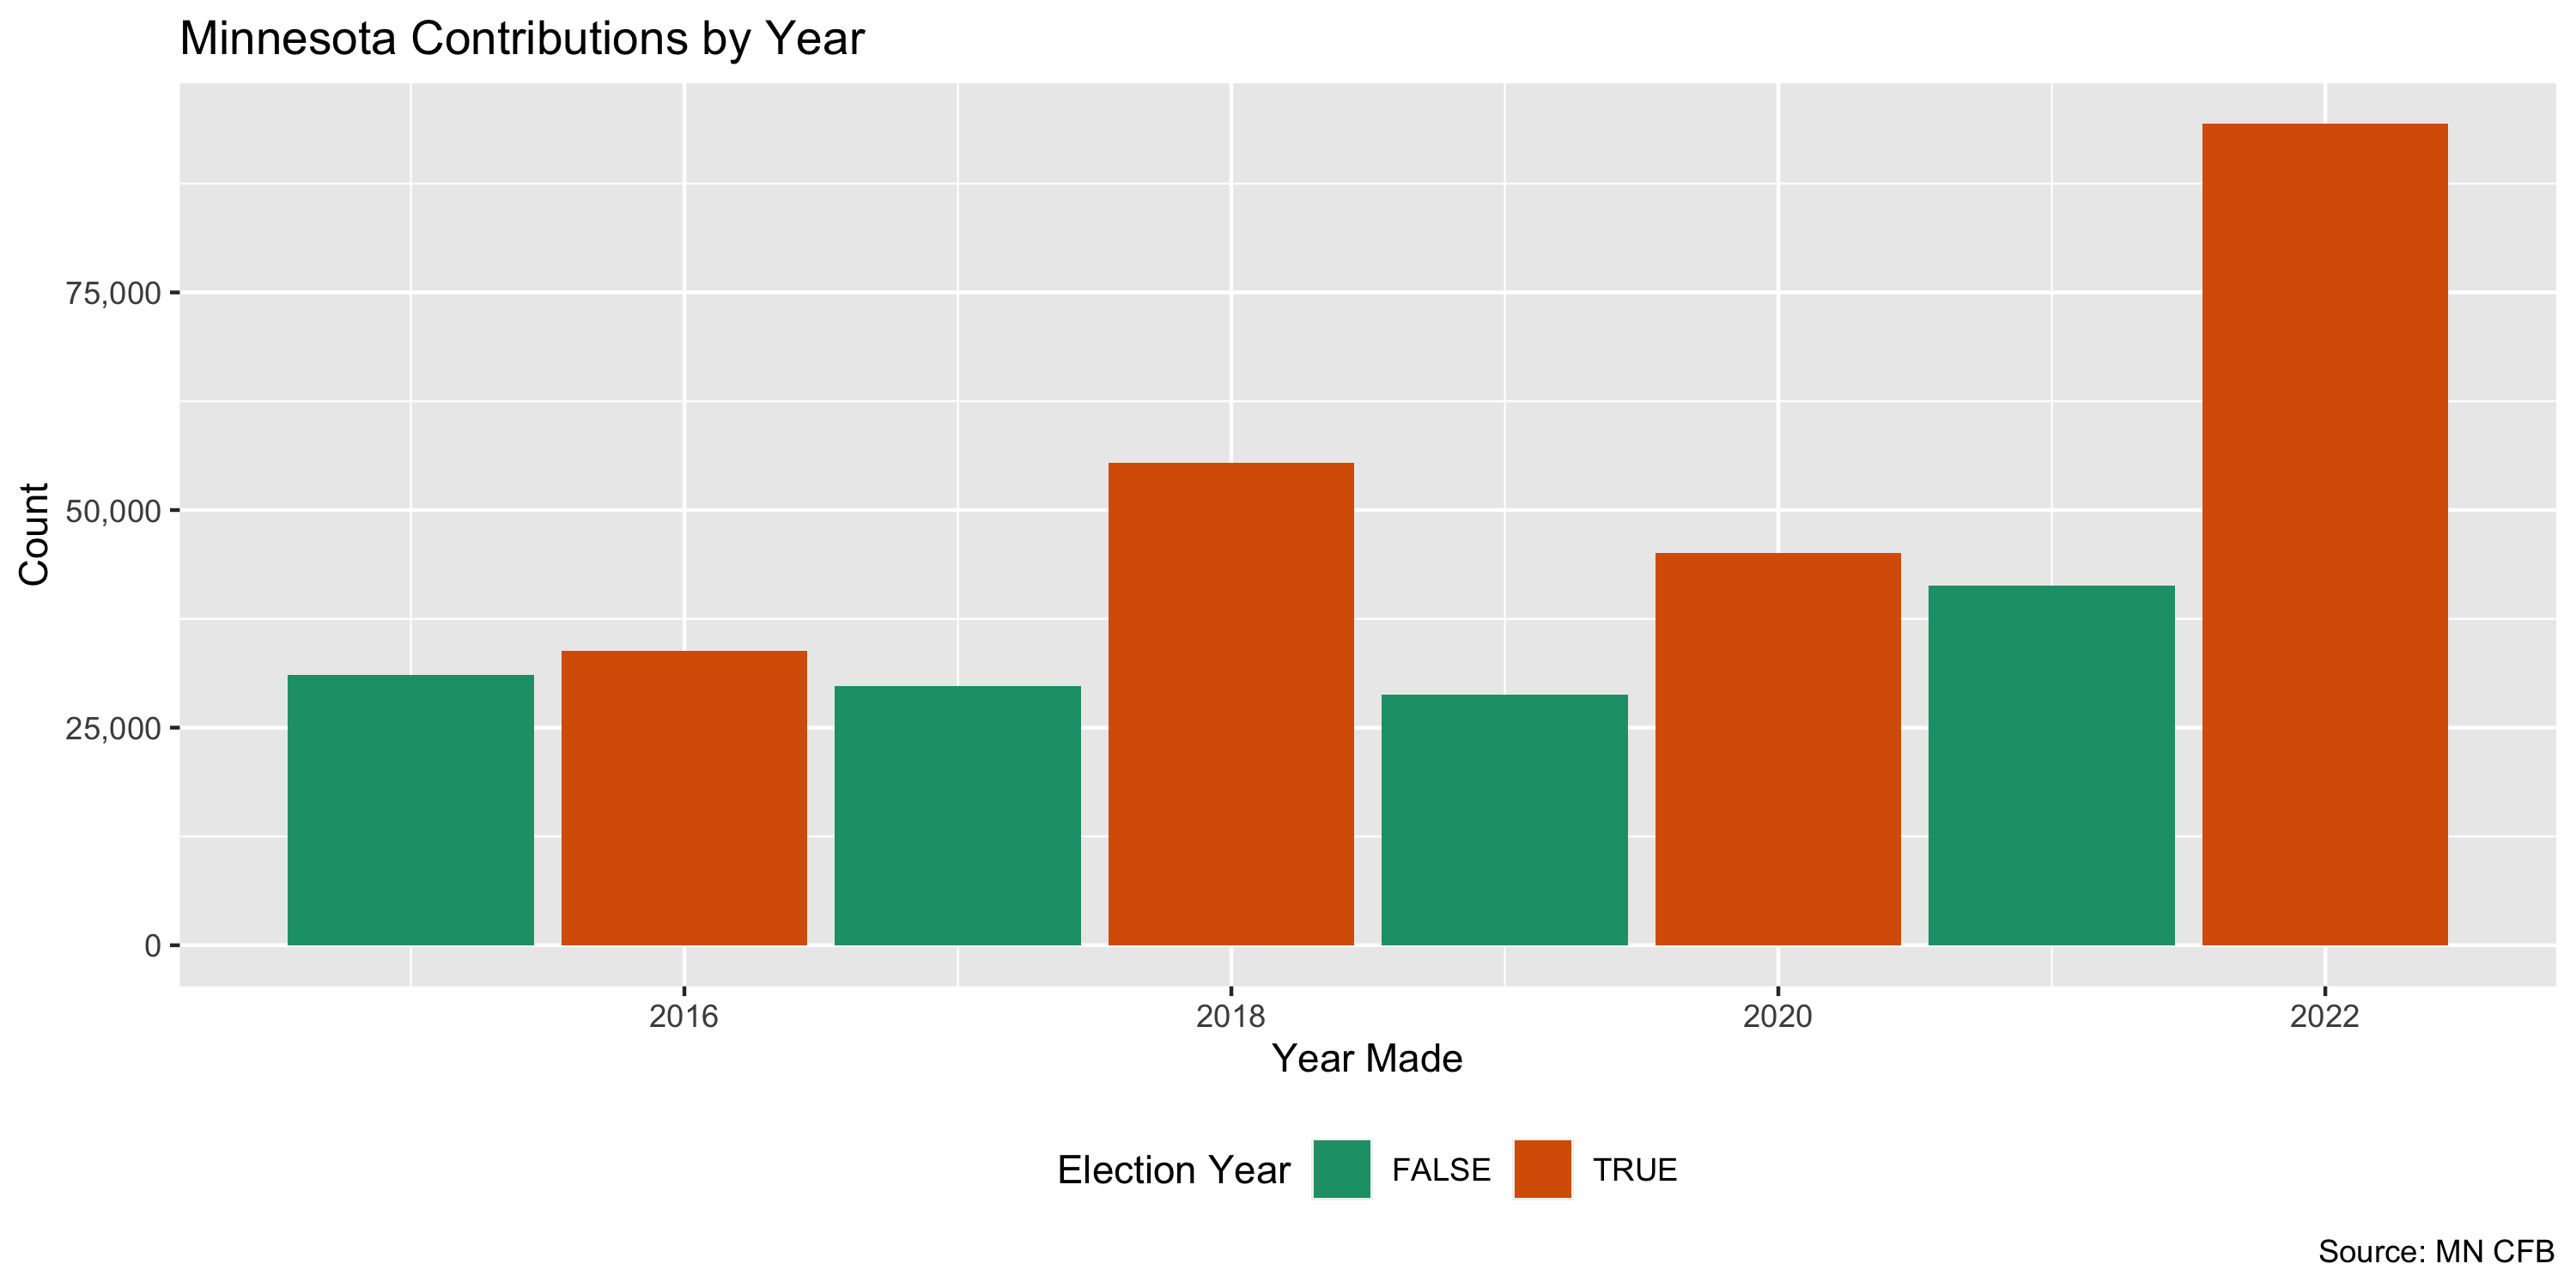 Minnesota Contributions by Year
Count
75,000
50,000
25,000
0
2016 2018 2020 2022
Year Made
Election Year FALSE TRUE
Source: MN CFB